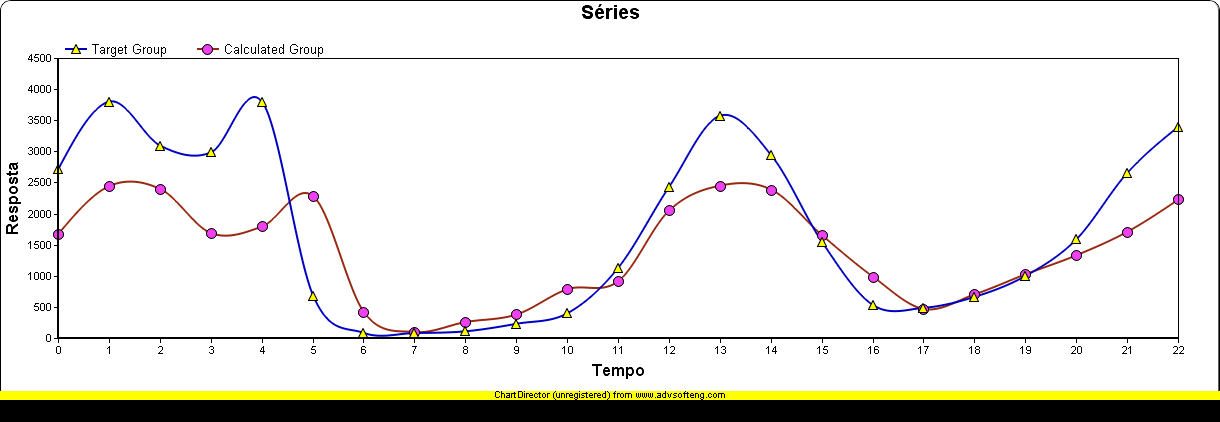 Séries
Target Group
Calculated Group
4500
4000
3500
3000
2500
2000
1500
1000
500
0
Resposta
0 1 2 3 4 5 6 7 8 9 10 11 12 13 14 15 16 17 18 19 20 21 22
Tempo
ChartDirector (unregistered) from www.advsofteng.com